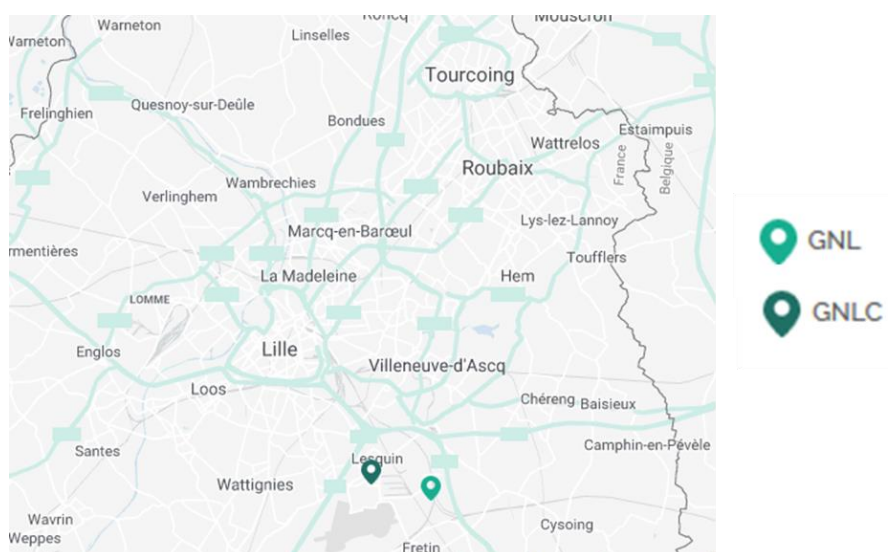 Roncq
Mouscron
Warneton
Linselles
Warneton
Tourcoing
Frelinghien
Quesnoy-sur-Deûle
Bondues
Estaimpuis
Wattrelos
France
Belgique
Roubaix
Wambrechies
Verlinghem
Lys-lez-Lannoy
Marcq-en-Barœul
GNL
rmentières
Toufflers
La Madeleine
Hem
LOMME
GNLC
Englos
Lille
Villeneuve-d'Ascq
Loos
Chéreng
Baisieux
Santes
Lesquin
Camphin-en-Pévèle
Wattignies
Wavrin
Cysoing
Weppes
Fretin